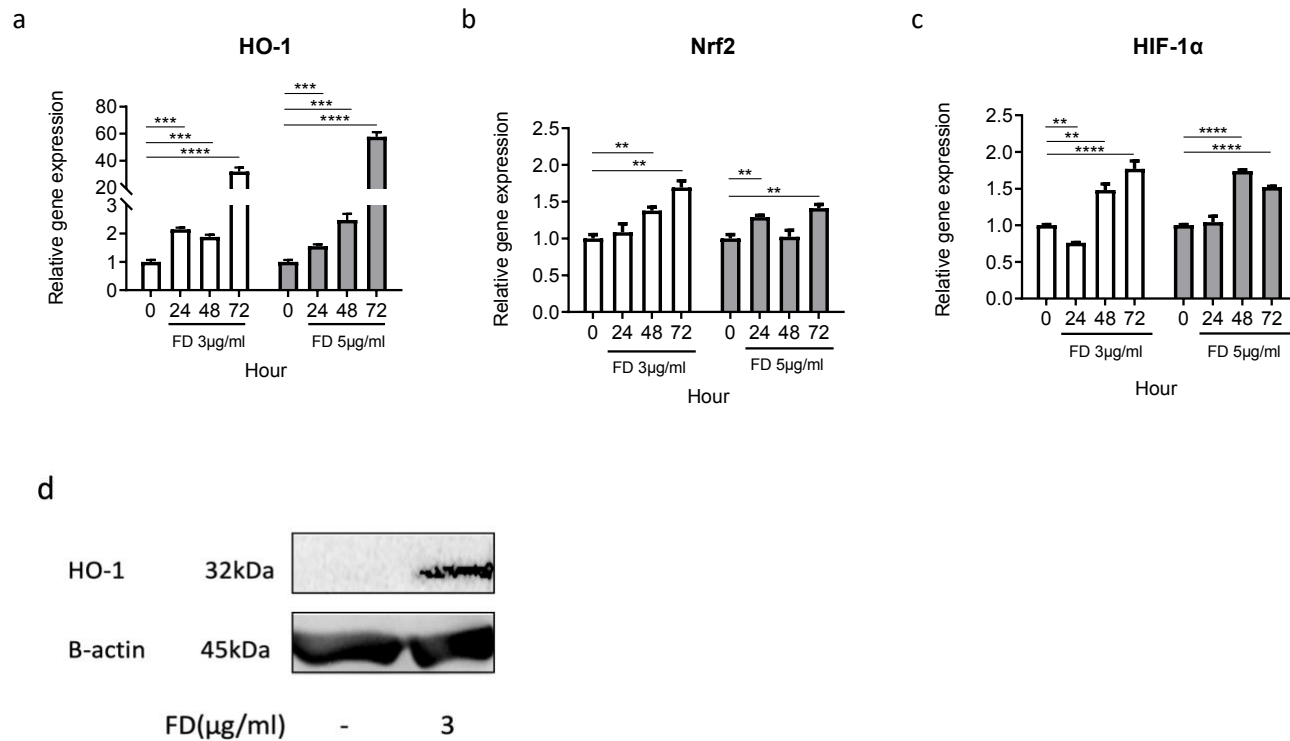 a
HO-1
Relative gene expression
80
60
40
20
3
2
1
0
***
***
****
***
***
****
0 24 48 72 0 24 48 72
FD 3µg/ml FD 5µg/ml
Hour
b
Nrf2
Relative gene expression
2.5
2.0
1.5
1.0
0.5
0.0
**
**
**
**
0 24 48 72 0 24 48 72
FD 3µg/ml FD 5µg/ml
Hour
c
HIF-1α
Relative gene expression
2.5
2.0
1.5
1.0
0.5
0.0
**
**
****
****
****
0 24 48 72 0 24 48 72
FD 3µg/ml FD 5µg/ml
Hour
d
HO-1 32kDa
B-actin 45kDa
FD(µg/ml) - 3